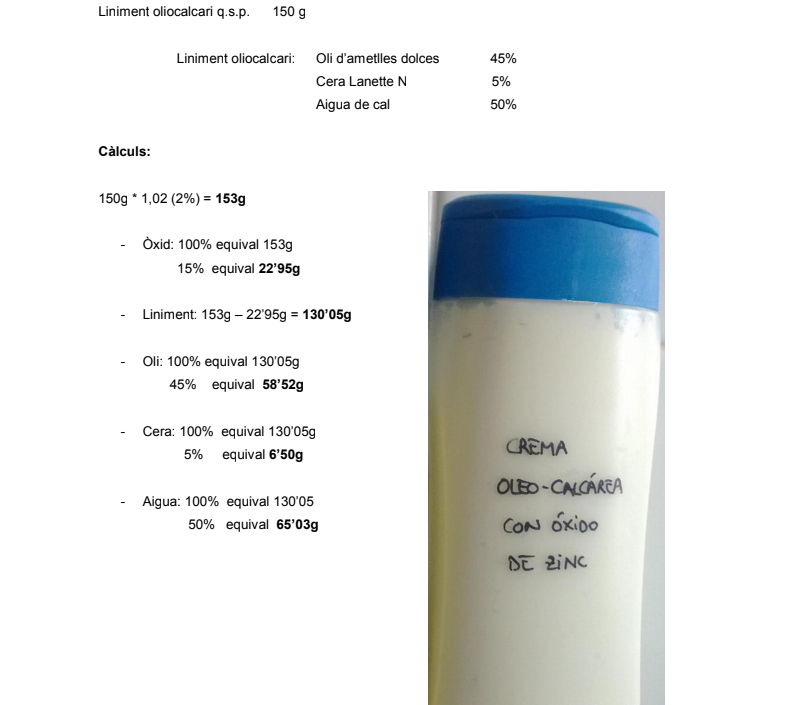 Liniment oliocalcari q.s.p. 150 g
Liniment oliocalcari: Oli d'ametlles dolces 45%
Cera Lanette N 5%
Aigua de cal 50%
Càlculs:
150g * 1,02 (2%) = 153g
- Òxid: 100% equival 153g
15% equival 22'95g
- Liniment: 153g – 22'95g = 130'05g
- Oli: 100% equival 130'05g
45% equival 58'52g
- Cera: 100% equival 130'05g
5% equival 6'50g
- Aigua: 100% equival 130'05
50% equival 65'03g
CREMA
OLEO-CALCÁREA
CON ÓXIDO
DE ZINC